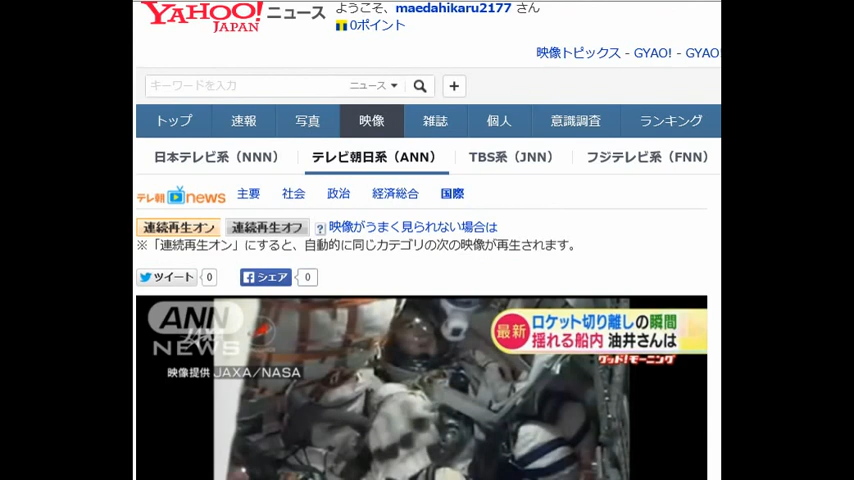 YAHOO! ニュース
JAPAN
ようこそ、maedahikaru2177 さん
0ポイント
映像トピックス - GYAO! - GYAO!
キーワードを入力
ニュース
+
トップ 速報 写真 映像 雑誌 個人 意識調査 ランキング
日本テレビ系（NNN） テレビ朝日系（ANN） TBS系（JNN） フジテレビ系（FNN）
テレ朝news 主要 社会 政治 経済総合 国際
連続再生オン 連続再生オフ ? 映像がうまく見られない場合は
※「連続再生オン」にすると、自動的に同じカテゴリの次の映像が再生されます。
ツイート 0 シェア 0
ANN
NEWS
映像提供 JAXA/NASA
最新
ロケット切り離しの瞬間
揺れる船内 油井さんは
グッド!モーニング